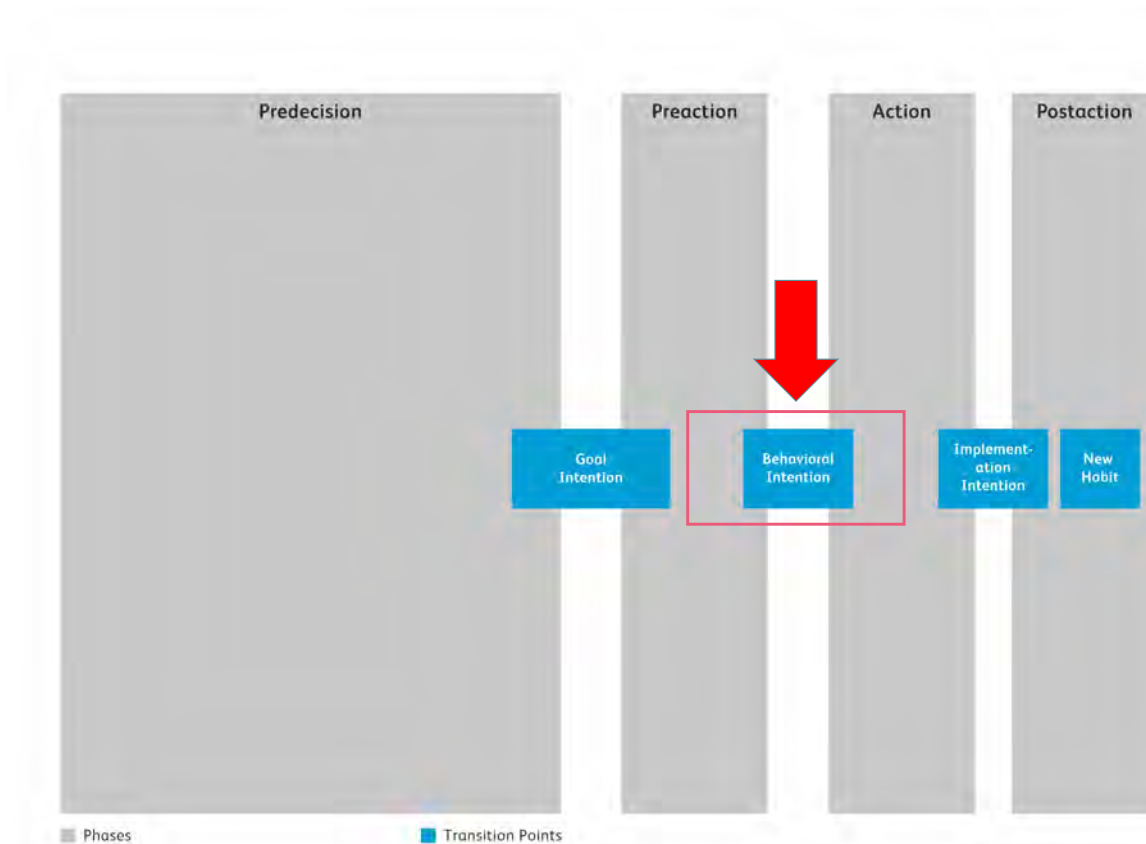 Predecision
Preaction
Action
Postaction
Goal
Intention
Behavioral
Intention
Implement-
ation
Intention
New
Habit
Phases
Transition Points